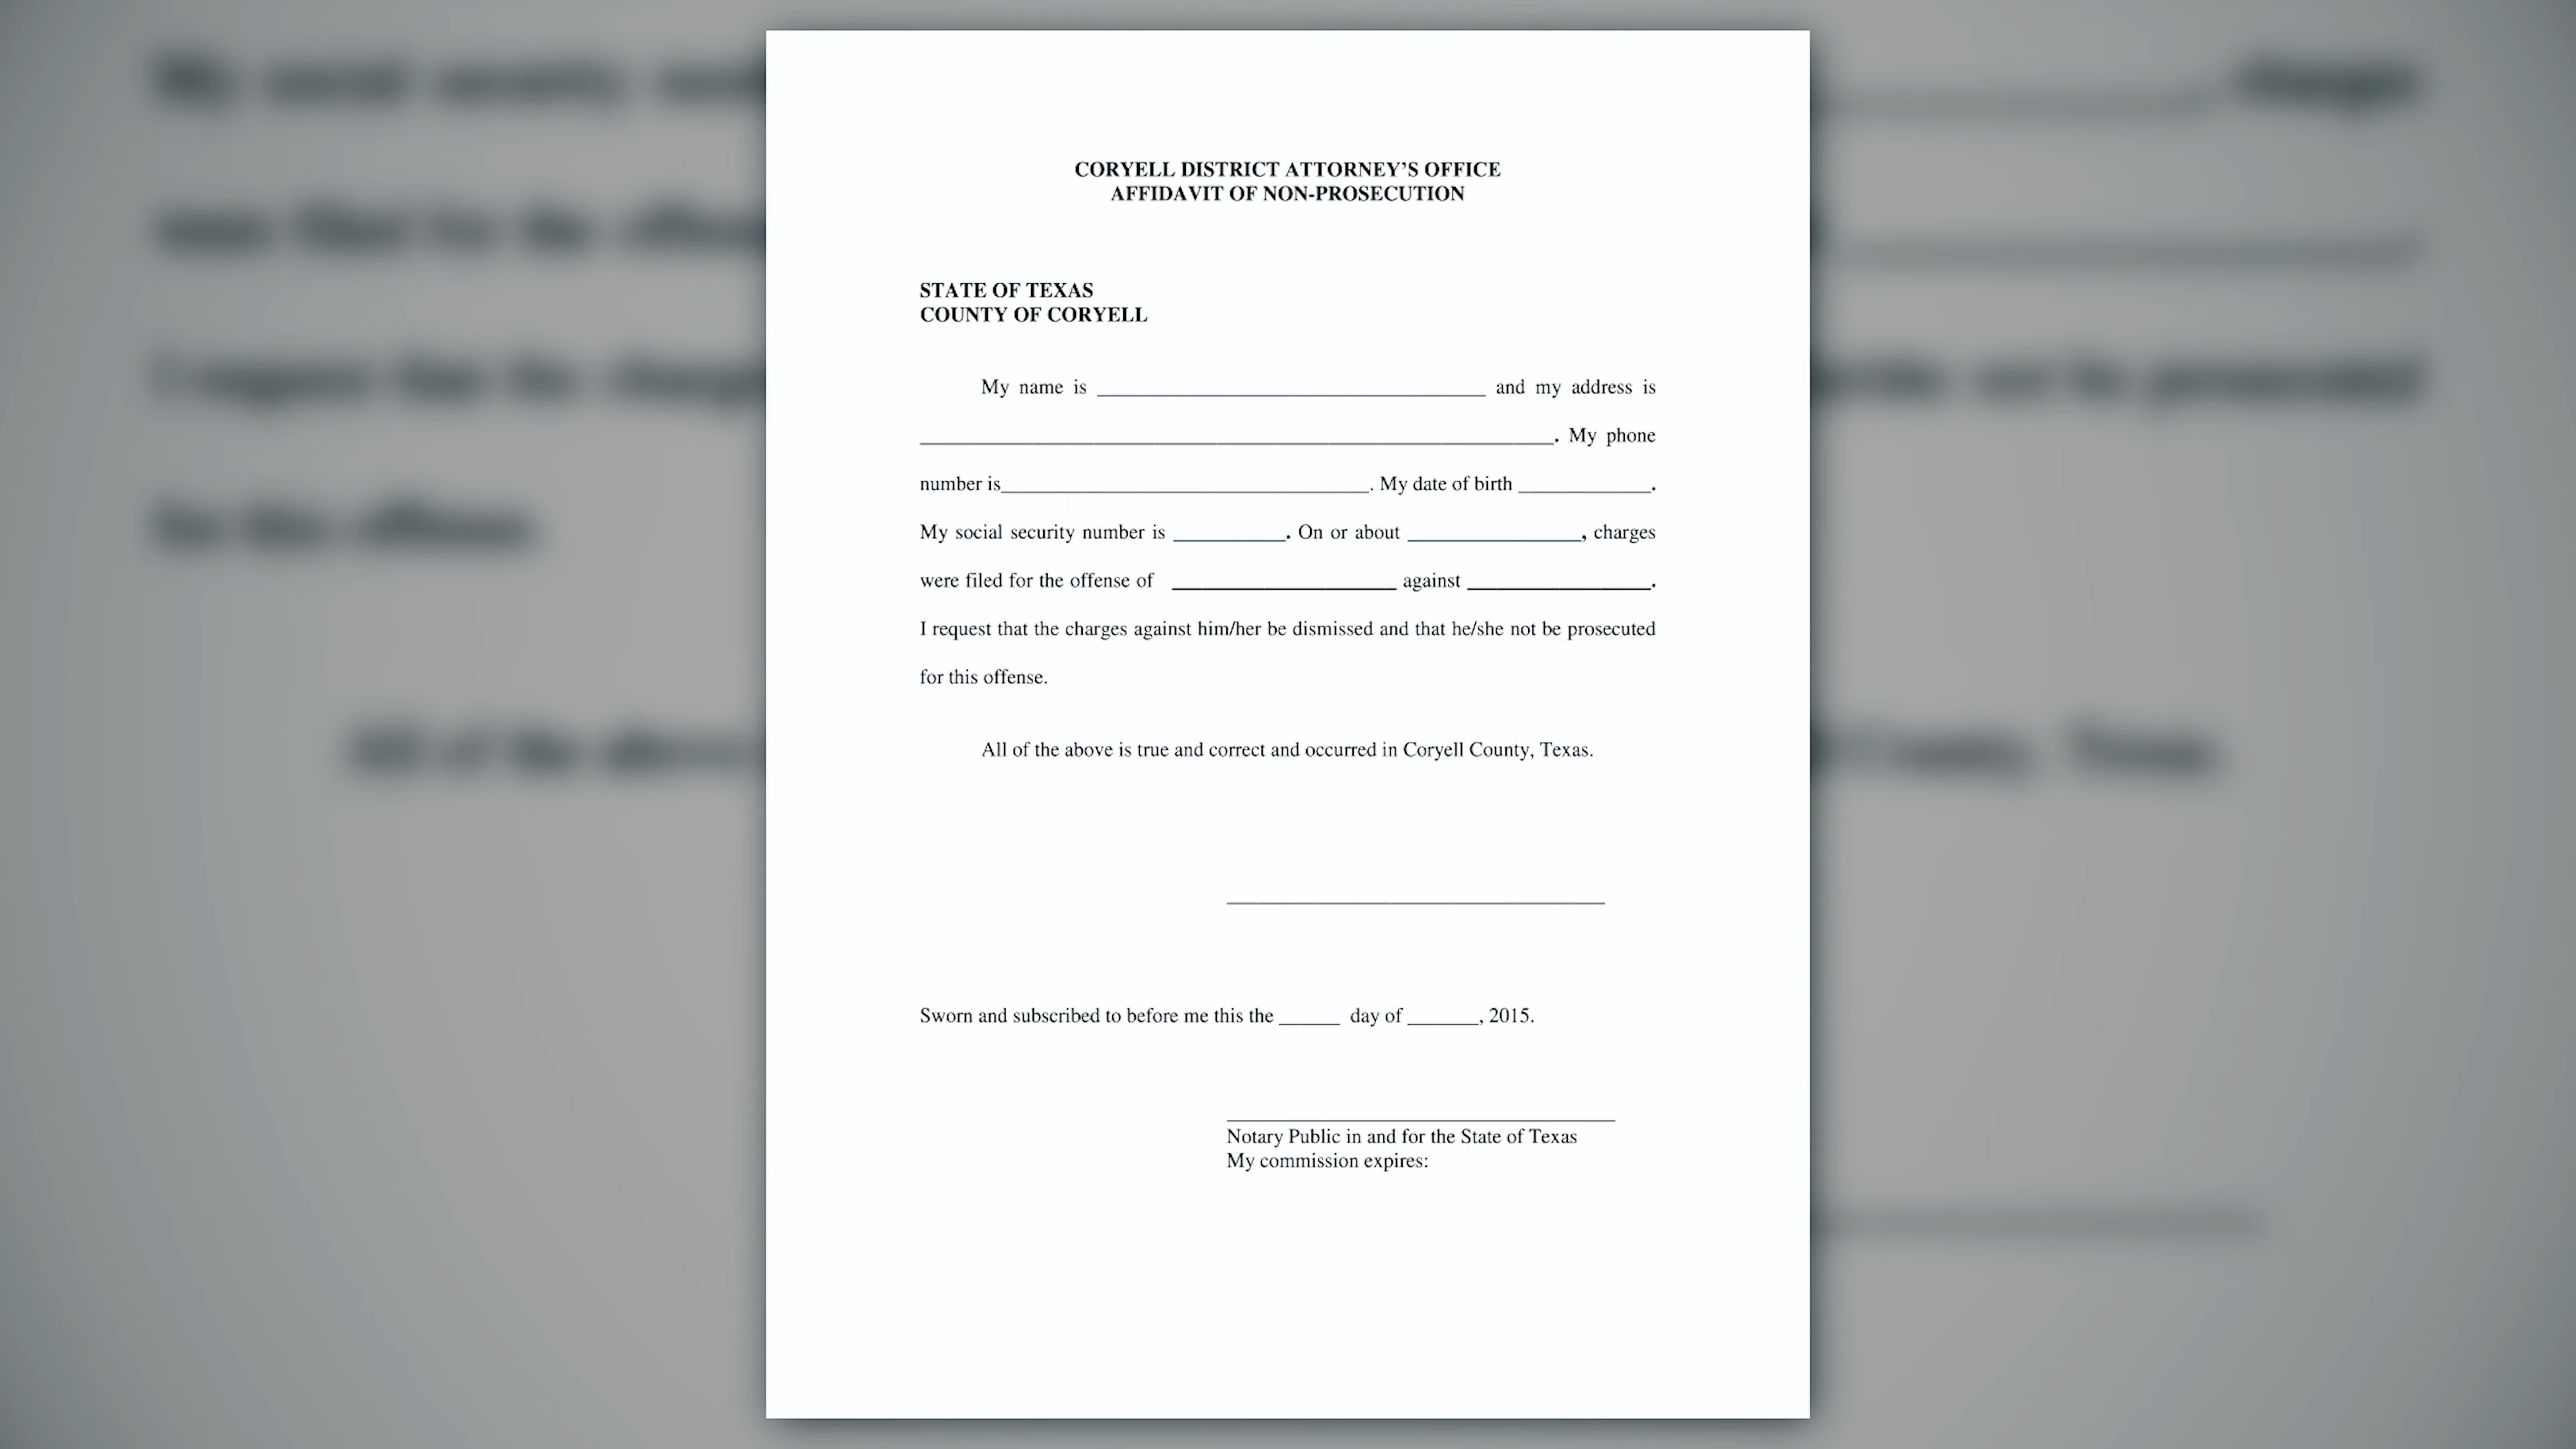 CORYELL DISTRICT ATTORNEY'S OFFICE
AFFIDAVIT OF NON-PROSECUTION
STATE OF TEXAS
COUNTY OF CORYELL
My name is ______________________ and my address is
______________________. My phone
number is______________________. My date of birth ____________.
My social security number is __________. On or about ________________, charges
were filed for the offense of ____________________ against ________________.
I request that the charges against him/her be dismissed and that he/she not be prosecuted
for this offense.
All of the above is true and correct and occurred in Coryell County, Texas.
Sworn and subscribed to before me this the ______ day of _______, 2015.
Notary Public in and for the State of Texas
My commission expires: